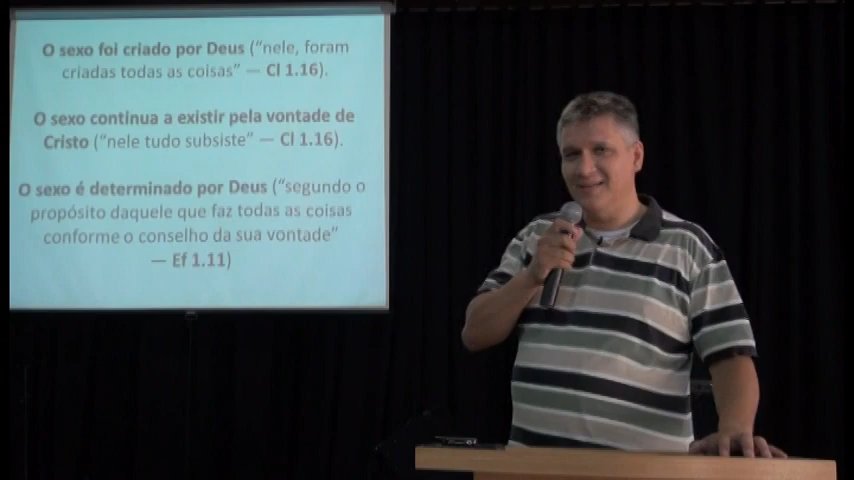 O sexo foi criado por Deus (“nele, foram
criadas todas as coisas” — Cl 1.16).
O sexo continua a existir pela vontade de
Cristo (“nele tudo subsiste” — Cl 1.16).
O sexo é determinado por Deus (“segundo o
propósito daquele que faz todas as coisas
conforme o conselho da sua vontade”
— Ef 1.11)